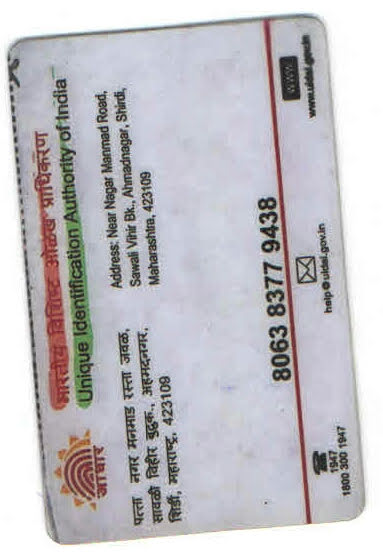 भारतीय विशिष्ट ओळख प्राधिकरण
Unique Identification Authority of India
आधार
पत्ता नगर मनमाड रस्ता जवळ,
सावळी विहीर बुद्रुक., अहमदनगर,
शिर्डी, महाराष्ट्र, 423109
Address: Near Nagar Manmad Road,
Sawali Vihir Bk., Ahmadnagar, Shirdi,
Maharashtra, 423109
8063 8377 9438
1947
1800 300 1947
help@uidai.gov.in
WWW
www.uidai.gov.in